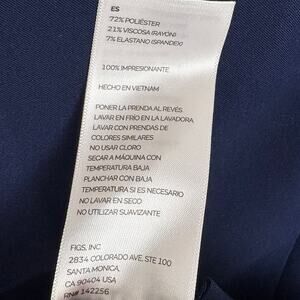 ES
72% POLIÉSTER
21% VISCOSA (RAYÓN)
7% ELASTANO (SPANDEX)
100% IMPRESIONANTE
HECHO EN VIETNAM
PONER LA PRENDA AL REVÉS
LAVAR EN FRÍO EN LA LAVADORA
LAVAR CON PRENDAS DE
COLORES SIMILARES
NO USAR CLORO
SECAR A MÁQUINA CON
TEMPERATURA BAJA
PLANCHAR CON BAJA
TEMPERATURA SI ES NECESARIO
NO LAVAR EN SECO
NO UTILIZAR SUAVIZANTE
FIGS, INC
2834 COLORADO AVE. STE 100
SANTA MONICA,
CA 90404 USA
RN# 142256